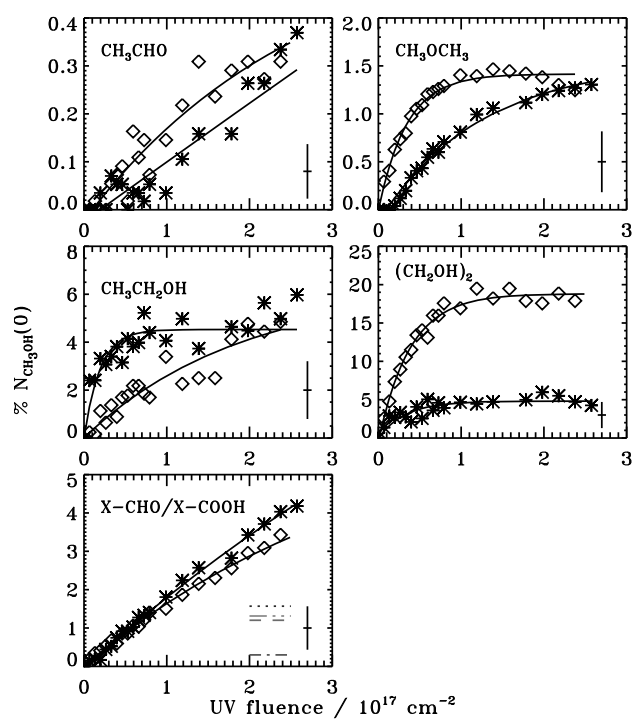 0.4
0.3
0.2
0.1
0.0
CH₃CHO
0 1 2 3
2.0
1.5
1.0
0.5
0.0
CH₃OCH₃
0 1 2 3
8
6
4
2
0
CH₃CH₂OH
0 1 2 3
25
20
15
10
5
0
(CH₂OH)₂
0 1 2 3
% N_CH₃OH(0)
5
4
3
2
1
0
X–CHO/X–COOH
0 1 2 3
UV fluence / 10¹⁷ cm⁻²